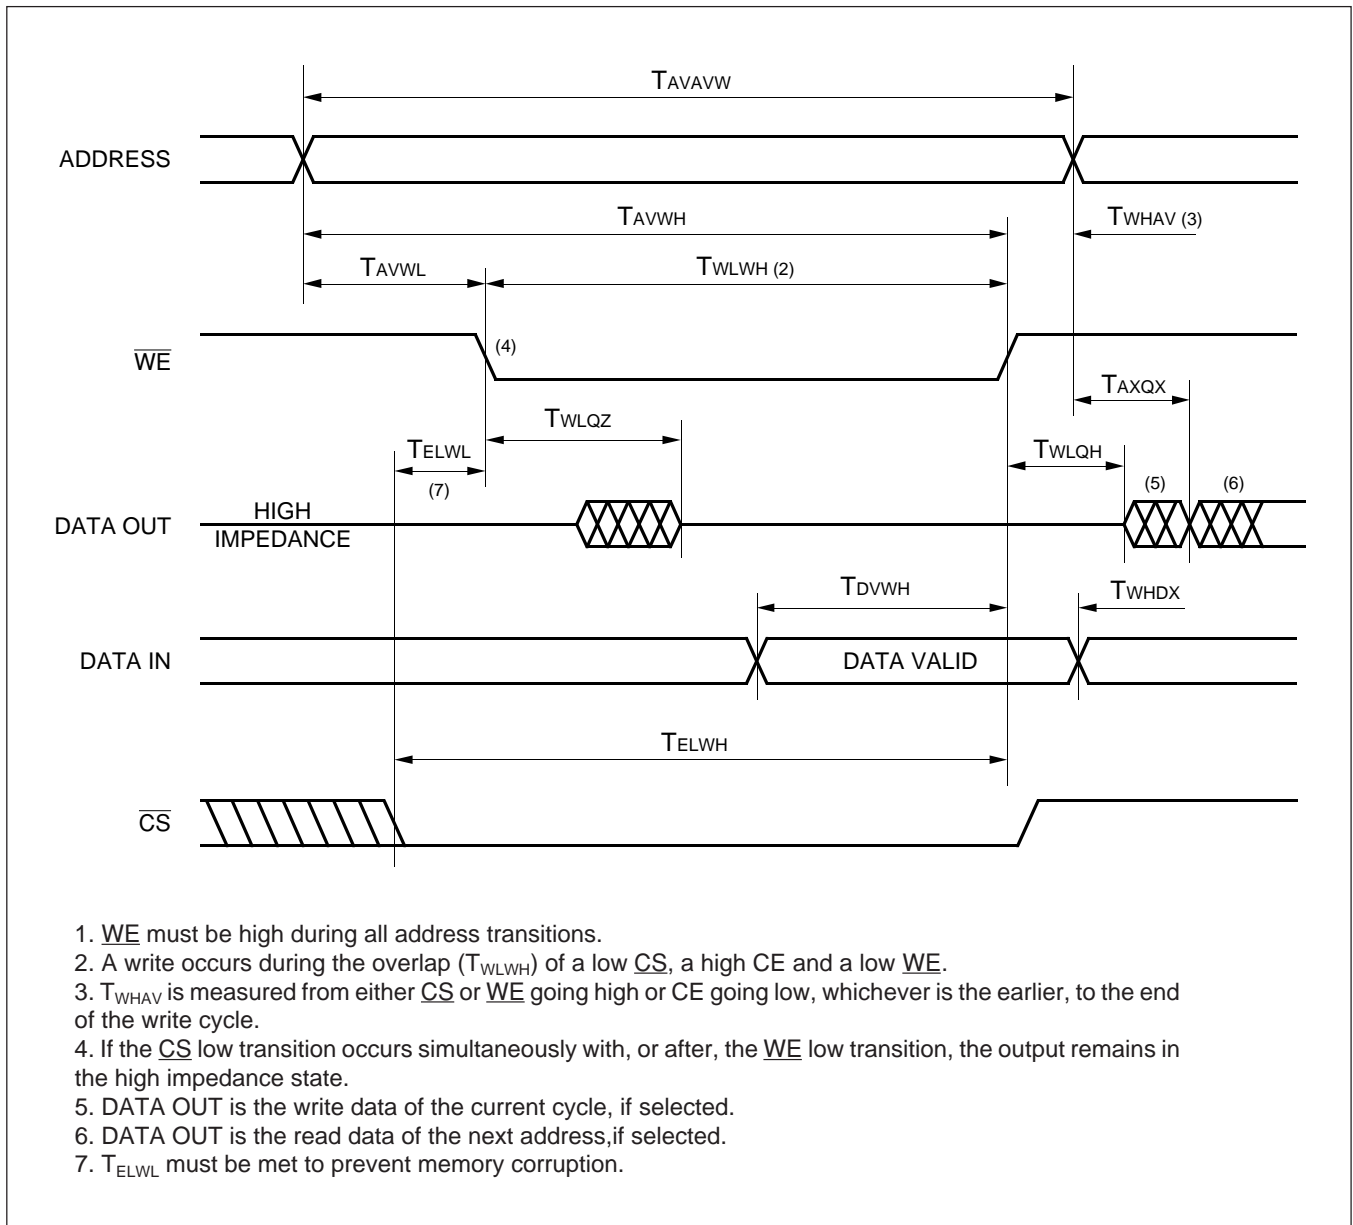 TAVAVW
ADDRESS
TAVWH
TWHAV (3)
TAVWL
TWLWH (2)
WE
(4)
TAXQX
TWLQZ
TELWL
TWLQH
(7)
(5)
(6)
DATA OUT
HIGH
IMPEDANCE
TDVWH
TWHDX
DATA IN
DATA VALID
TELWH
CS
1. WE must be high during all address transitions.
2. A write occurs during the overlap (TWLWH) of a low CS, a high CE and a low WE.
3. TWHAV is measured from either CS or WE going high or CE going low, whichever is the earlier, to the end
of the write cycle.
4. If the CS low transition occurs simultaneously with, or after, the WE low transition, the output remains in
the high impedance state.
5. DATA OUT is the write data of the current cycle, if selected.
6. DATA OUT is the read data of the next address,if selected.
7. TELWL must be met to prevent memory corruption.